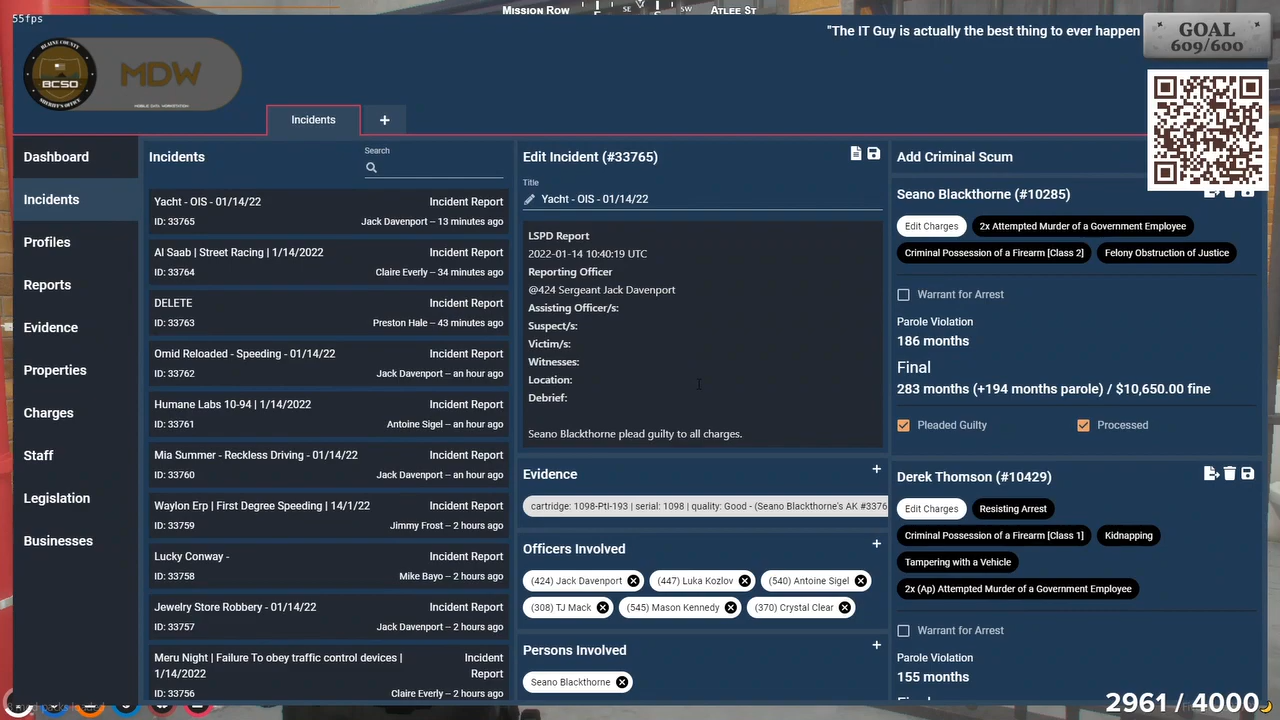 55fps
Mission Row
SE
SW
Atlee St
"The IT Guy is actually the best thing to ever happen
GOAL
609/600
BLAINE COUNTY
BCSO
SHERIFF'S OFFICE
MDW
MOBILE DATA WORKSTATION
Incidents
+
Dashboard
Incidents
Profiles
Reports
Evidence
Properties
Charges
Staff
Legislation
Businesses
Incidents
Search
Yacht - OIS - 01/14/22
Incident Report
ID: 33765
Jack Davenport – 13 minutes ago
Al Saab | Street Racing | 1/14/2022
Incident Report
ID: 33764
Claire Everly – 34 minutes ago
DELETE
Incident Report
ID: 33763
Preston Hale – 43 minutes ago
Omid Reloaded - Speeding - 01/14/22
Incident Report
ID: 33762
Jack Davenport – an hour ago
Humane Labs 10-94 | 1/14/2022
Incident Report
ID: 33761
Antoine Sigel – an hour ago
Mia Summer - Reckless Driving - 01/14/22
Incident Report
ID: 33760
Jack Davenport – an hour ago
Waylon Erp | First Degree Speeding | 14/1/22
Incident Report
ID: 33759
Jimmy Frost – 2 hours ago
Lucky Conway -
Incident Report
ID: 33758
Mike Bayo – 2 hours ago
Jewelry Store Robbery - 01/14/22
Incident Report
ID: 33757
Jack Davenport – 2 hours ago
Meru Night | Failure To obey traffic control devices |
1/14/2022
Incident
Report
ID: 33756
Claire Everly – 2 hours ago
Edit Incident (#33765)
Title
Yacht - OIS - 01/14/22
LSPD Report
2022-01-14 10:40:19 UTC
Reporting Officer
@424 Sergeant Jack Davenport
Assisting Officer/s:
Suspect/s:
Victim/s:
Witnesses:
Location:
Debrief:
Seano Blackthorne plead guilty to all charges.
Evidence
+
cartridge: 1098-PtI-193 | serial: 1098 | quality: Good - (Seano Blackthorne's AK #3376
Officers Involved
+
(424) Jack Davenport
(447) Luka Kozlov
(540) Antoine Sigel
(308) TJ Mack
(545) Mason Kennedy
(370) Crystal Clear
Persons Involved
+
Seano Blackthorne
Add Criminal Scum
Seano Blackthorne (#10285)
Edit Charges
2x Attempted Murder of a Government Employee
Criminal Possession of a Firearm [Class 2]
Felony Obstruction of Justice
Warrant for Arrest
Parole Violation
186 months
Final
283 months (+194 months parole) / $10,650.00 fine
Pleaded Guilty
Processed
Derek Thomson (#10429)
Edit Charges
Resisting Arrest
Criminal Possession of a Firearm [Class 1]
Kidnapping
Tampering with a Vehicle
2x (Ap) Attempted Murder of a Government Employee
Warrant for Arrest
Parole Violation
155 months
2961 / 4000